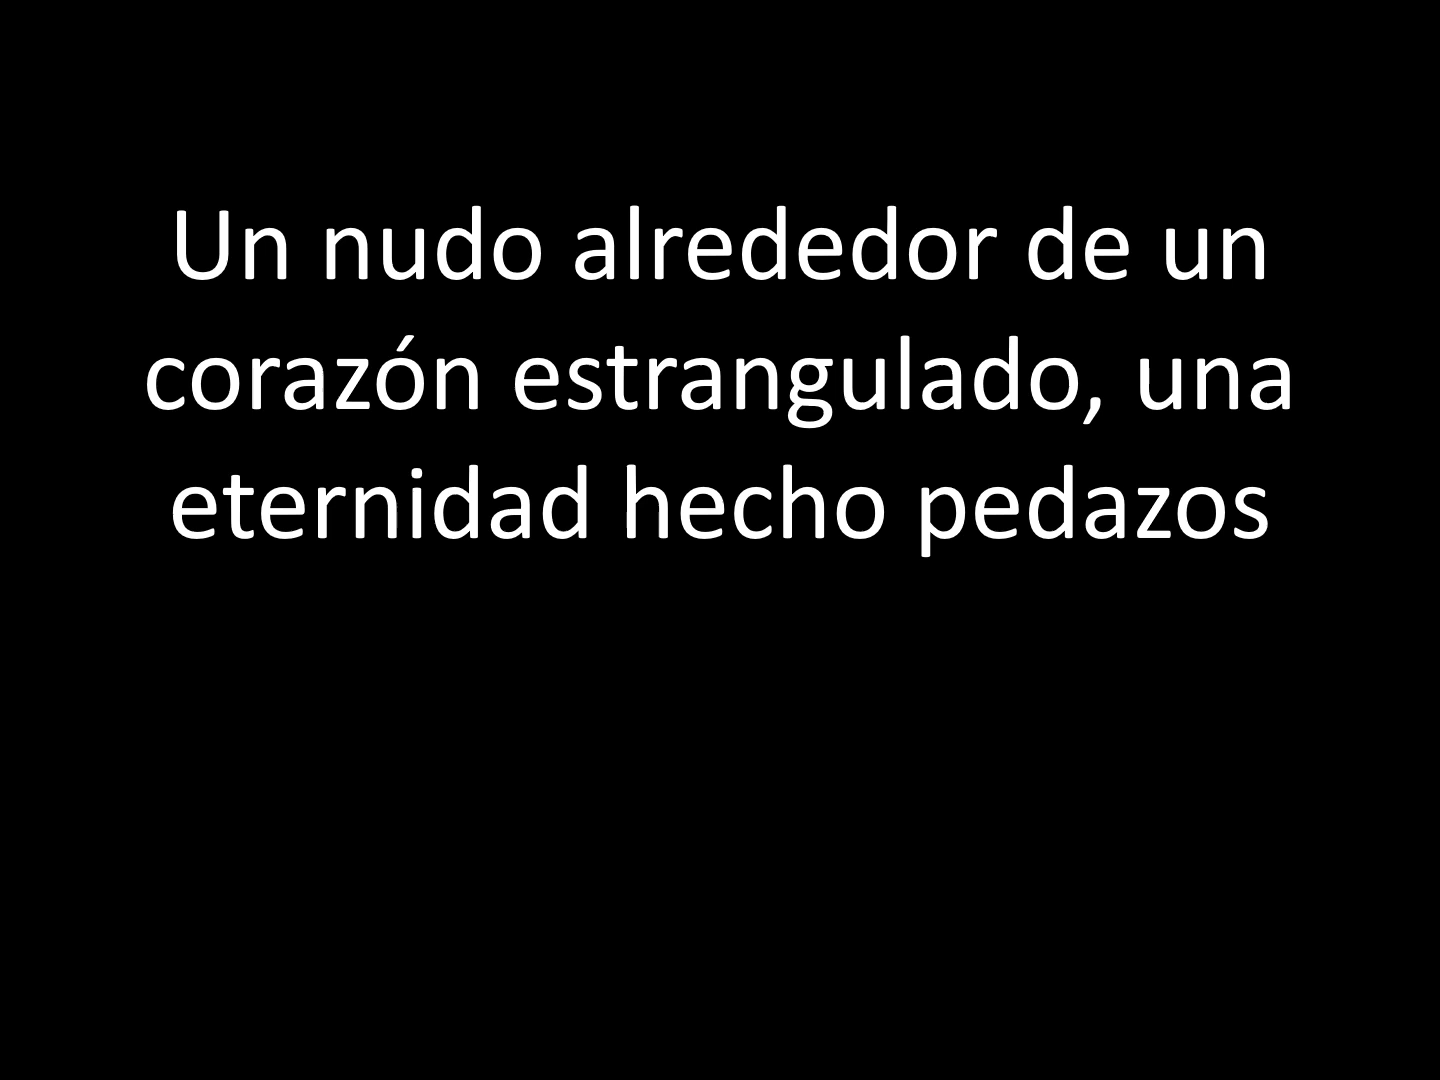 Un nudo alrededor de un
corazón estrangulado, una
eternidad hecho pedazos